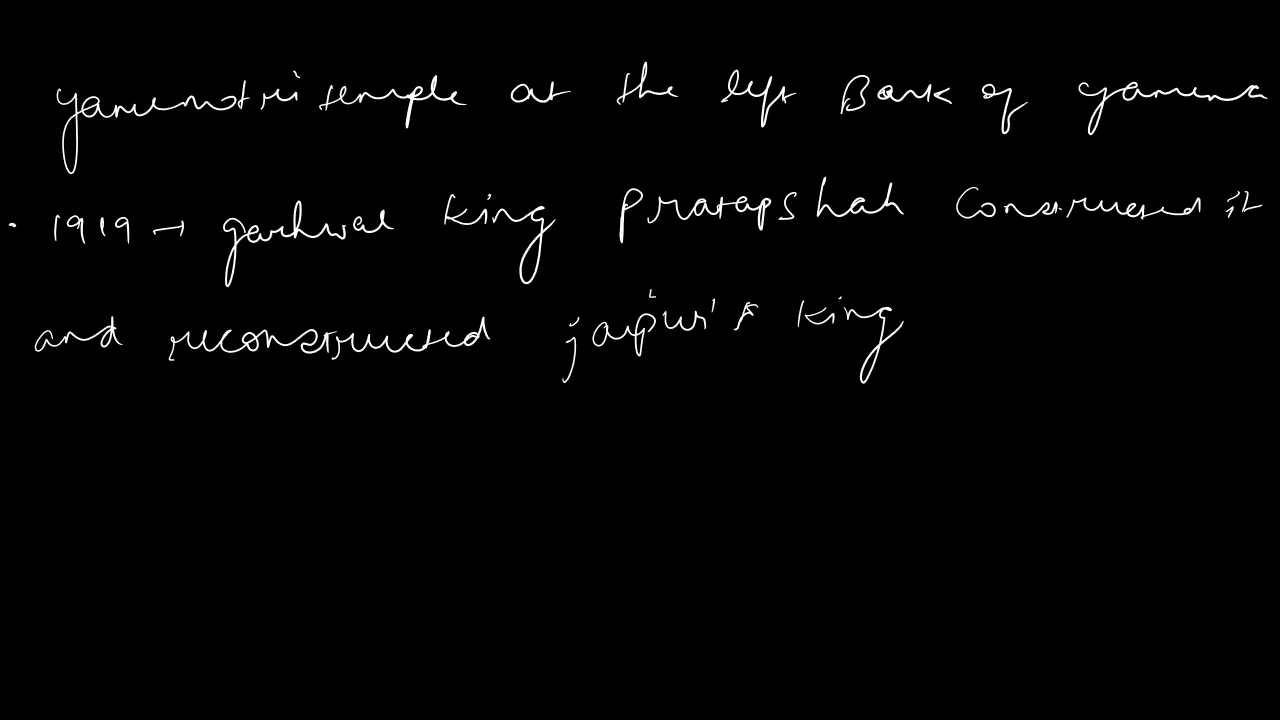 yamunotri temple at the left Bank of yamuna
• 1919 → garhwal king Pratapshah Constructed it
and reconstructed jaipur's king